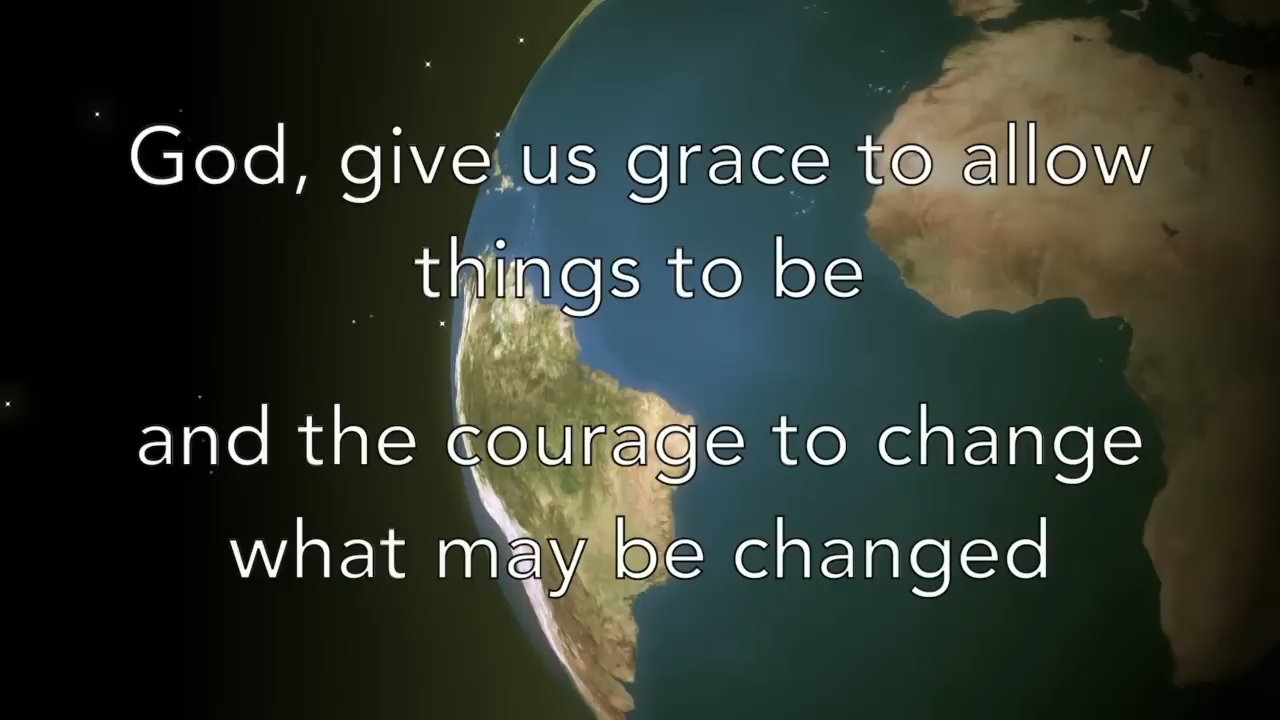 God, give us grace to allow
things to be
and the courage to change
what may be changed